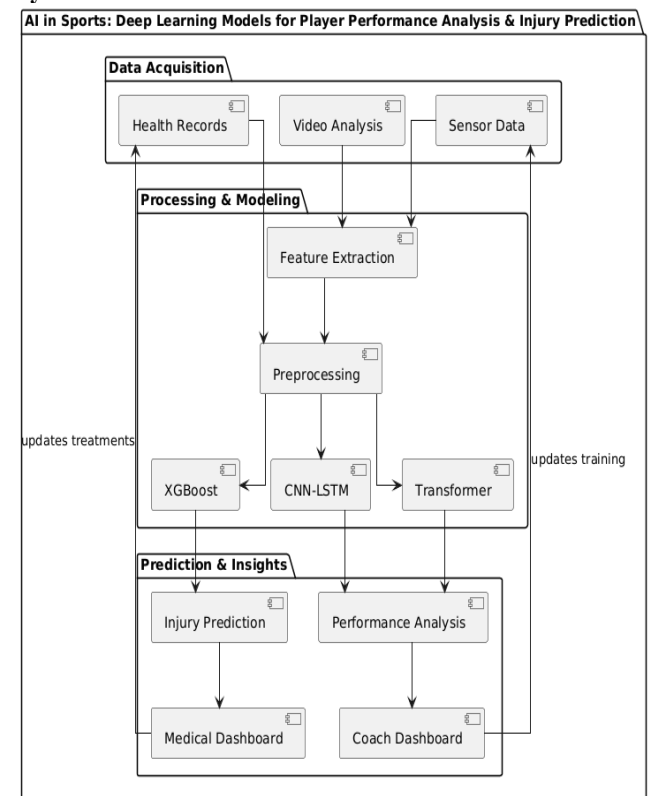 AI in Sports: Deep Learning Models for Player Performance Analysis & Injury Prediction
Data Acquisition
Health Records
Video Analysis
Sensor Data
Processing & Modeling
Feature Extraction
Preprocessing
updates treatments
updates training
XGBoost
CNN-LSTM
Transformer
Prediction & Insights
Injury Prediction
Performance Analysis
Medical Dashboard
Coach Dashboard